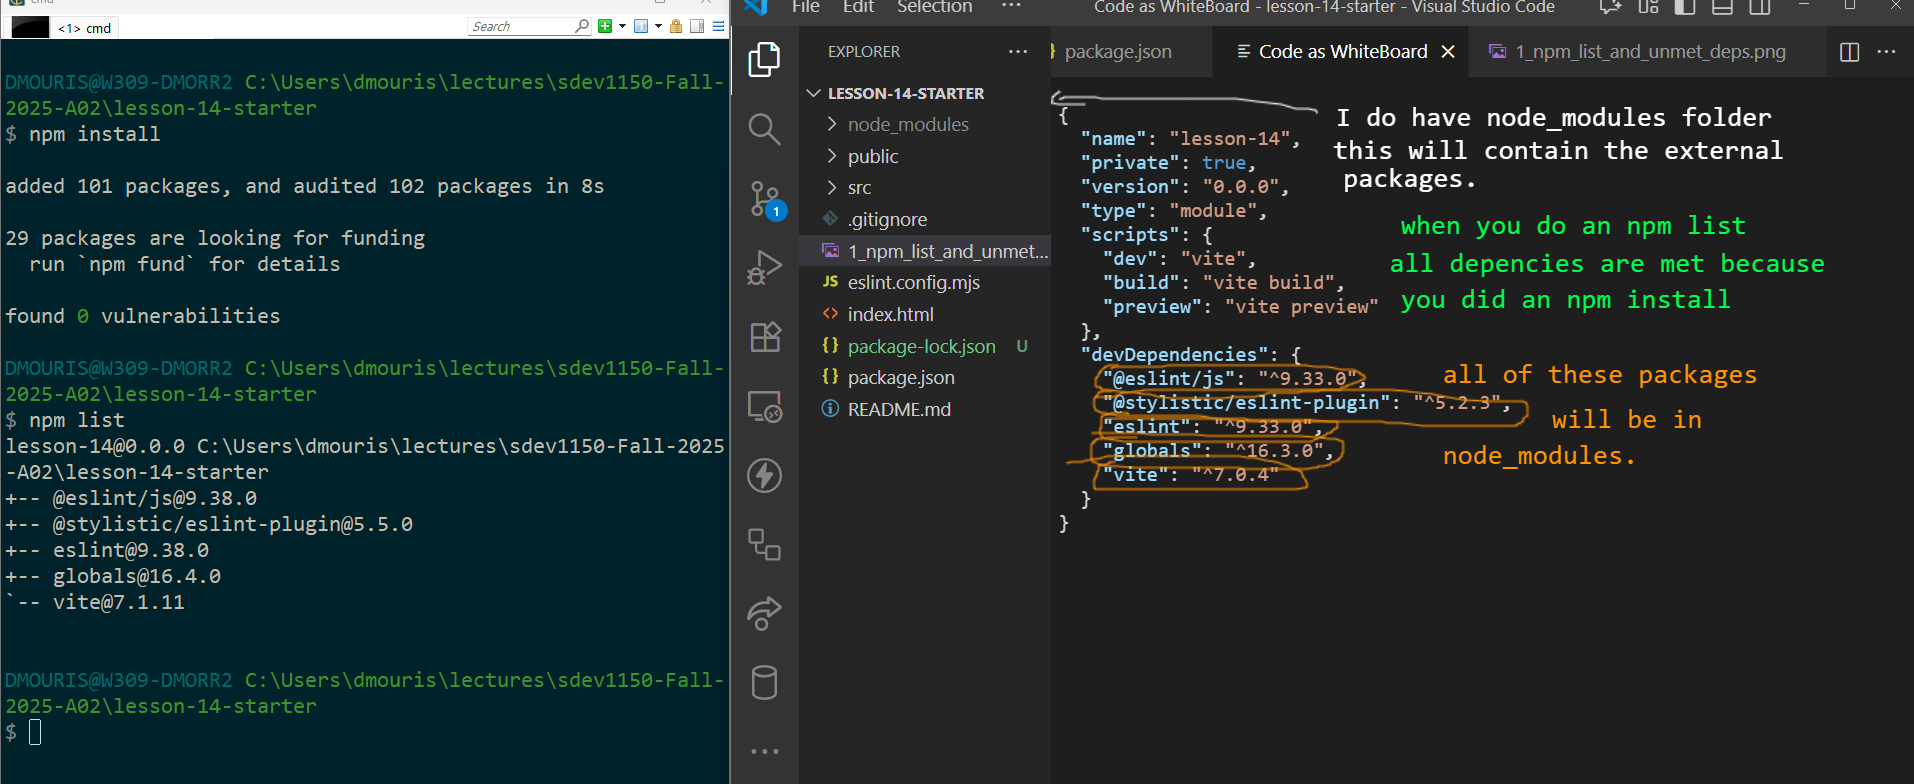 cmd
<1> cmd
Search
DMOURIS@W309-DMORR2 C:\Users\dmouris\lectures\sdev1150-Fall-
2025-A02\lesson-14-starter
$ npm install
added 101 packages, and audited 102 packages in 8s
29 packages are looking for funding
run `npm fund` for details
found 0 vulnerabilities
DMOURIS@W309-DMORR2 C:\Users\dmouris\lectures\sdev1150-Fall-
2025-A02\lesson-14-starter
$ npm list
lesson-14@0.0.0 C:\Users\dmouris\lectures\sdev1150-Fall-2025
-A02\lesson-14-starter
+-- @eslint/js@9.38.0
+-- @stylistic/eslint-plugin@5.5.0
+-- eslint@9.38.0
+-- globals@16.4.0
`-- vite@7.1.11
DMOURIS@W309-DMORR2 C:\Users\dmouris\lectures\sdev1150-Fall-
2025-A02\lesson-14-starter
$
File Edit Selection ··· Code as WhiteBoard - lesson-14-starter - Visual Studio Code
1
EXPLORER ···
LESSON-14-STARTER
node_modules
public
src
.gitignore
1_npm_list_and_unmet...
JS eslint.config.mjs
<> index.html
{} package-lock.json U
{} package.json
README.md
} package.json
Code as WhiteBoard
1_npm_list_and_unmet_deps.png
{
"name": "lesson-14",
"private": true,
"version": "0.0.0",
"type": "module",
"scripts": {
"dev": "vite",
"build": "vite build",
"preview": "vite preview"
},
"devDependencies": {
"@eslint/js": "^9.33.0",
"@stylistic/eslint-plugin": "^5.2.3",
"eslint": "^9.33.0",
"globals": "^16.3.0",
"vite": "^7.0.4"
}
}
I do have node_modules folder
this will contain the external
packages.
when you do an npm list
all depencies are met because
you did an npm install
all of these packages
will be in
node_modules.